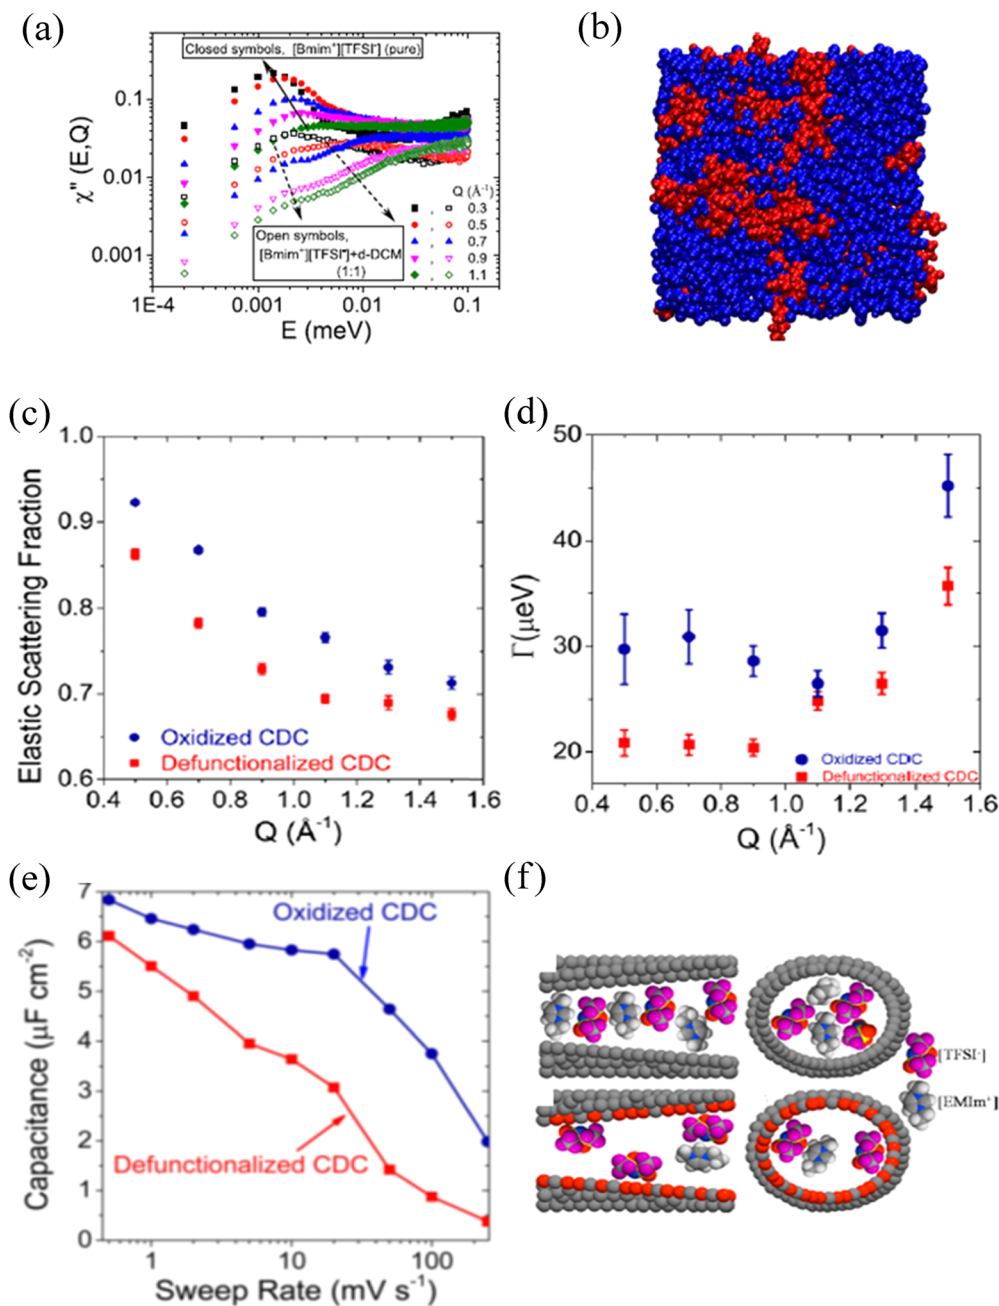 (a)
Closed symbols, [Bmim⁺][TFSI⁻] (pure)
0.1
0.01
0.001
χ" (E,Q)
Q (Å⁻¹)
0.3
0.5
0.7
0.9
1.1
Open symbols,
[Bmim⁺][TFSI⁻]+d-DCM
(1:1)
1E-4
0.001
0.01
0.1
E (meV)
(b)
(c)
1.0
0.9
0.8
0.7
0.6
Elastic Scattering Fraction
Oxidized CDC
Defunctionalized CDC
0.4
0.6
0.8
1.0
1.2
1.4
1.6
Q (Å⁻¹)
(d)
50
40
30
20
Γ(μeV)
Oxidized CDC
Defunctionalized CDC
0.4
0.6
0.8
1.0
1.2
1.4
1.6
Q (Å⁻¹)
(e)
7
6
5
4
3
2
1
0
Capacitance (μF cm⁻²)
Oxidized CDC
Defunctionalized CDC
1
10
100
Sweep Rate (mV s⁻¹)
(f)
[TFSI⁻]
[EMIm⁺]